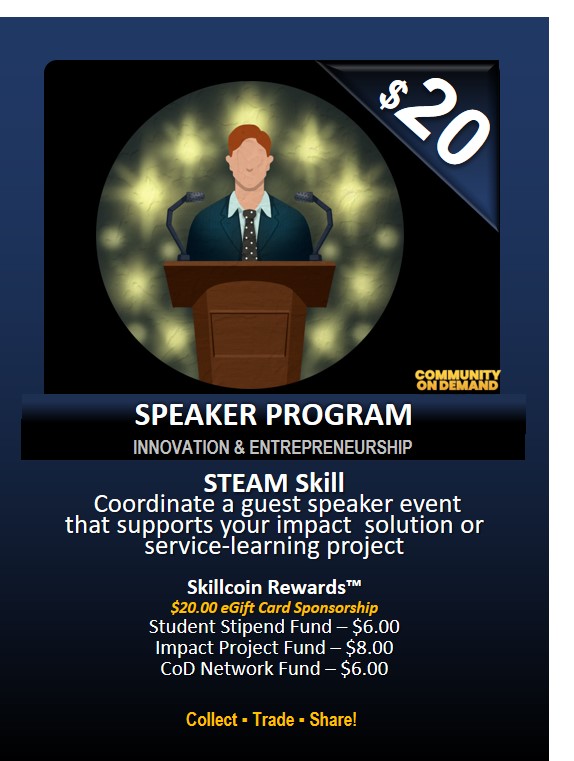 $20
COMMUNITY
ON DEMAND
SPEAKER PROGRAM
INNOVATION & ENTREPRENEURSHIP
STEAM Skill
Coordinate a guest speaker event
that supports your impact solution or
service-learning project
Skillcoin Rewards™
$20.00 eGift Card Sponsorship
Student Stipend Fund – $6.00
Impact Project Fund – $8.00
CoD Network Fund – $6.00
Collect ▪ Trade ▪ Share!